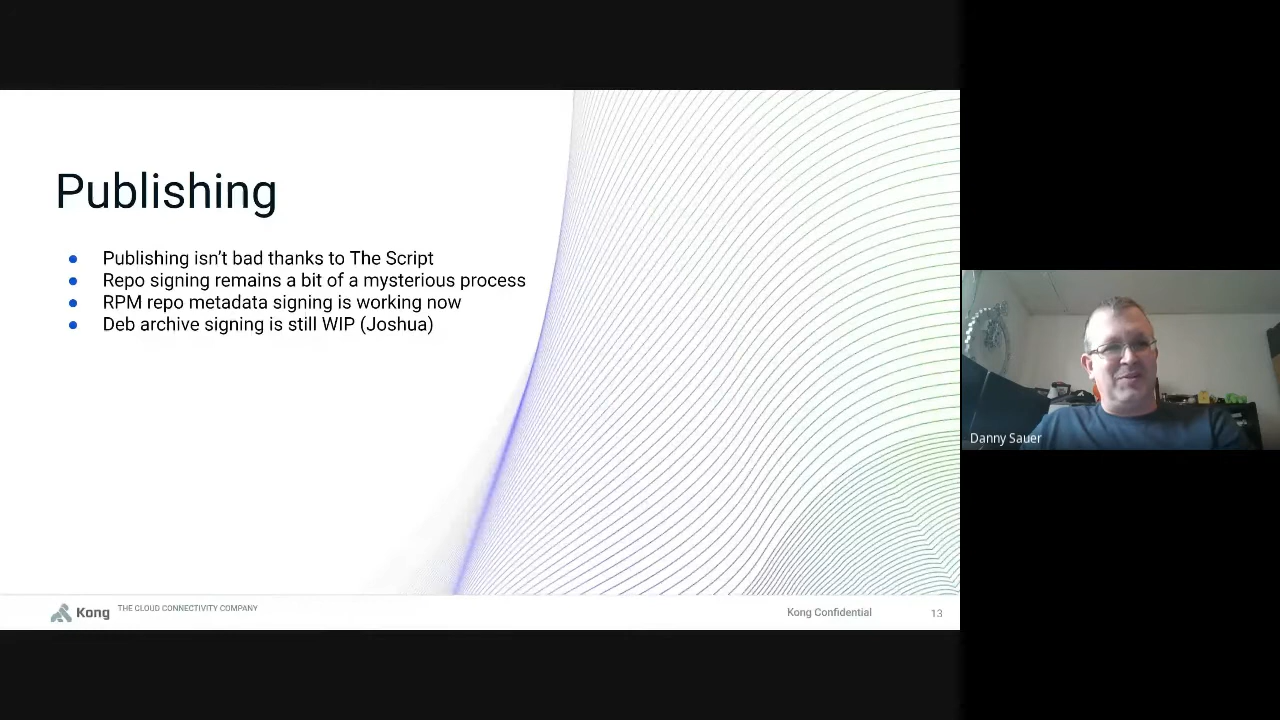 Publishing
● Publishing isn't bad thanks to The Script
● Repo signing remains a bit of a mysterious process
● RPM repo metadata signing is working now
● Deb archive signing is still WIP (Joshua)
Danny Sauer
Kong THE CLOUD CONNECTIVITY COMPANY
Kong Confidential
13